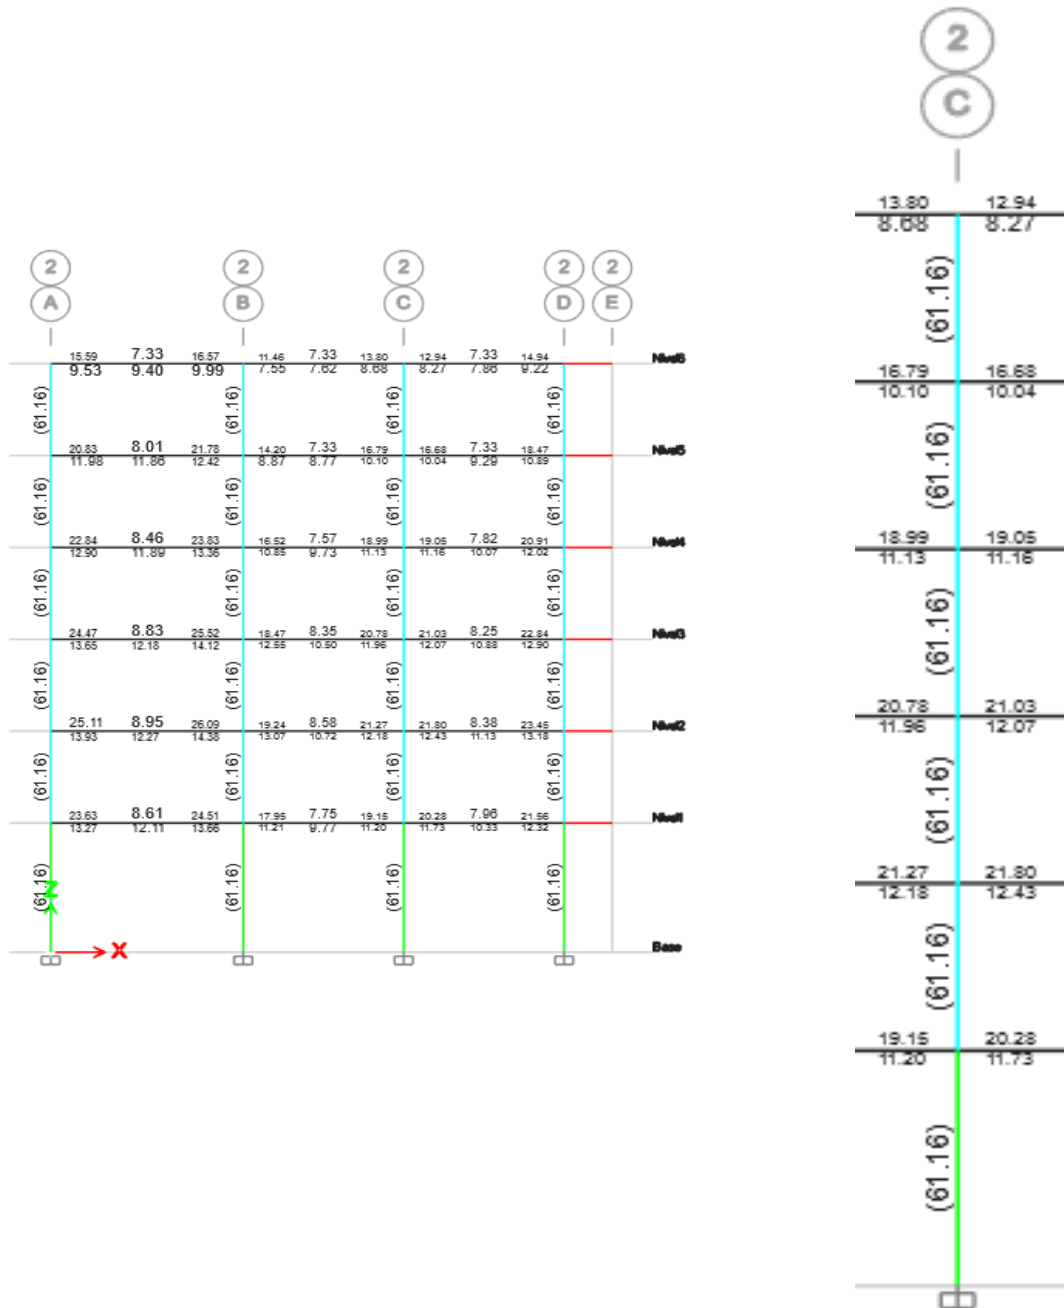 2 2 2 2 2
A B C D E
15.59 7.33 16.57 11.46 7.33 13.80 12.94 7.33 14.94 Nivel6
9.53 9.40 9.99 7.55 7.62 8.68 8.27 7.86 9.22
(61.16) (61.16) (61.16) (61.16)
20.83 8.01 21.78 14.20 7.33 16.79 16.68 7.33 18.47 Nivel5
11.98 11.86 12.42 8.87 8.77 10.10 10.04 9.29 10.89
(61.16) (61.16) (61.16) (61.16)
22.84 8.46 23.83 16.52 7.57 18.99 19.05 7.82 20.91 Nivel4
12.90 11.89 13.36 10.85 9.73 11.13 11.16 10.07 12.02
(61.16) (61.16) (61.16) (61.16)
24.47 8.83 25.52 18.47 8.35 20.78 21.03 8.25 22.84 Nivel3
13.65 12.18 14.12 12.55 10.50 11.96 12.07 10.88 12.90
(61.16) (61.16) (61.16) (61.16)
25.11 8.95 26.09 19.24 8.58 21.27 21.80 8.38 23.45 Nivel2
13.93 12.27 14.38 13.07 10.72 12.18 12.43 11.13 13.18
(61.16) (61.16) (61.16) (61.16)
23.63 8.61 24.51 17.95 7.75 19.15 20.28 7.96 21.56 Nivel1
13.27 12.11 13.66 11.21 9.77 11.20 11.73 10.33 12.32
(61.16) (61.16) (61.16) (61.16)
Z
X Base
2
C
13.80 12.94
8.68 8.27
(61.16)
16.79 16.68
10.10 10.04
(61.16)
18.99 19.05
11.13 11.16
(61.16)
20.78 21.03
11.96 12.07
(61.16)
21.27 21.80
12.18 12.43
(61.16)
19.15 20.28
11.20 11.73
(61.16)